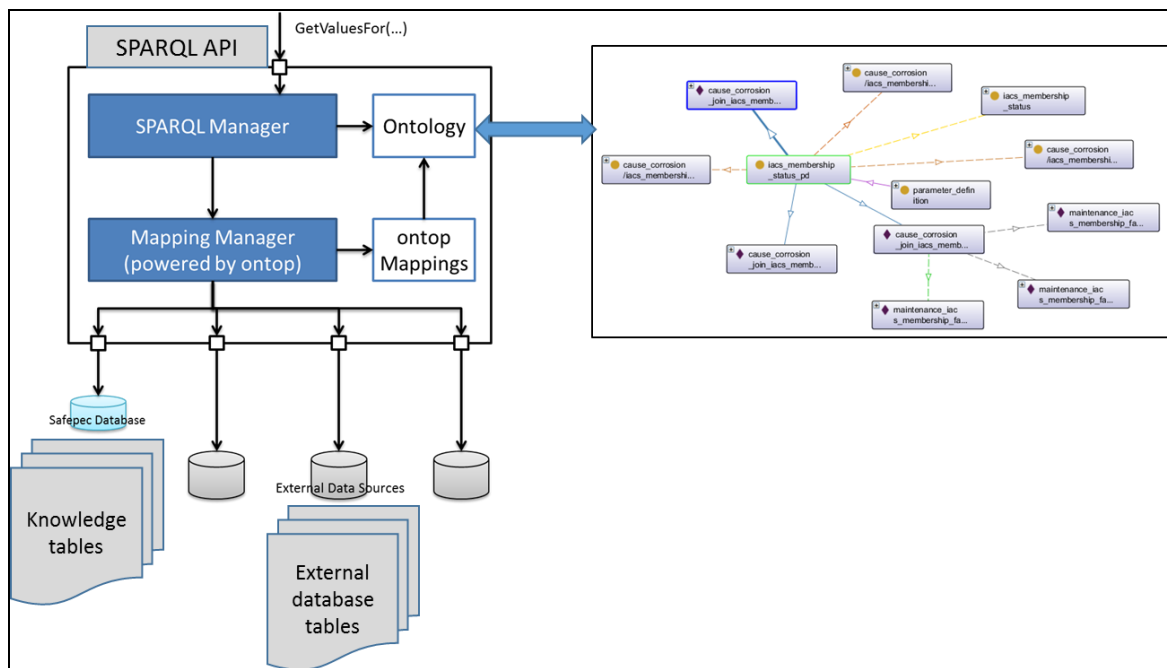 GetValuesFor(...)
SPARQL API
SPARQL Manager
Ontology
Mapping Manager
(powered by ontop)
ontop
Mappings
Safepec Database
Knowledge
tables
External Data Sources
External
database
tables
cause_corrosion
_join_iacs_memb...
cause_corrosion
/iacs_membershi...
iacs_membership
_status
cause_corrosion
/iacs_membershi...
iacs_membership
_status_pd
cause_corrosion
/iacs_membershi...
parameter_defin
ition
maintenance_iac
s_membership_fa...
cause_corrosion
_join_iacs_memb...
cause_corrosion
_join_iacs_memb...
maintenance_iac
s_membership_fa...
maintenance_iac
s_membership_fa...